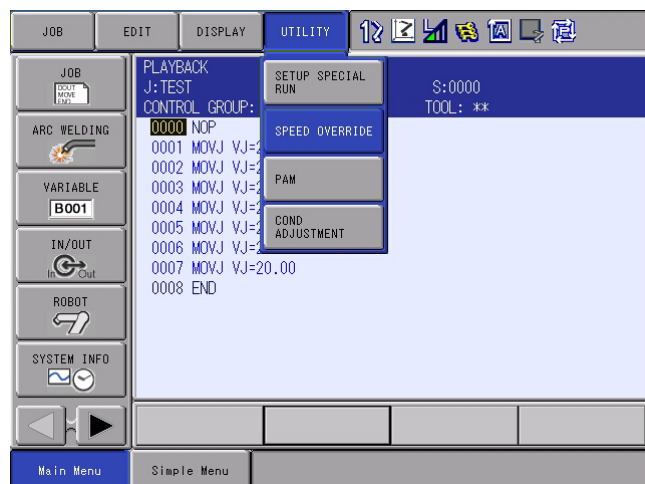 JOB EDIT DISPLAY UTILITY
JOB
DOUT
MOVE
END
ARC WELDING
VARIABLE
B001
IN/OUT
In Out
ROBOT
SYSTEM INFO
PLAYBACK
J:TEST S:0000
CONTROL GROUP: TOOL: **
0000 NOP
0001 MOVJ VJ=2
0002 MOVJ VJ=2
0003 MOVJ VJ=2
0004 MOVJ VJ=2
0005 MOVJ VJ=2
0006 MOVJ VJ=2
0007 MOVJ VJ=20.00
0008 END
SETUP SPECIAL
RUN
SPEED OVERRIDE
PAM
COND
ADJUSTMENT
Main Menu Simple Menu